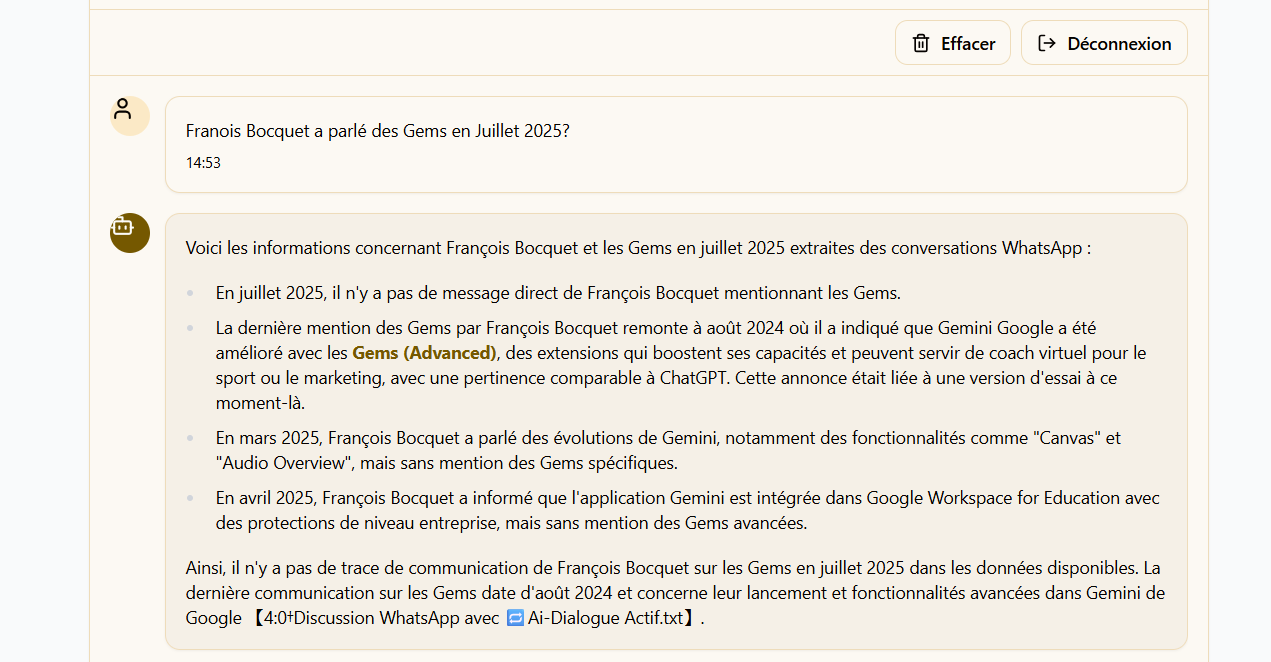 Effacer
Déconnexion
Franois Bocquet a parlé des Gems en Juillet 2025?
14:53
Voici les informations concernant François Bocquet et les Gems en juillet 2025 extraites des conversations WhatsApp :
En juillet 2025, il n'y a pas de message direct de François Bocquet mentionnant les Gems.
La dernière mention des Gems par François Bocquet remonte à août 2024 où il a indiqué que Gemini Google a été
amélioré avec les Gems (Advanced), des extensions qui boostent ses capacités et peuvent servir de coach virtuel pour le
sport ou le marketing, avec une pertinence comparable à ChatGPT. Cette annonce était liée à une version d'essai à ce
moment-là.
En mars 2025, François Bocquet a parlé des évolutions de Gemini, notamment des fonctionnalités comme "Canvas" et
"Audio Overview", mais sans mention des Gems spécifiques.
En avril 2025, François Bocquet a informé que l'application Gemini est intégrée dans Google Workspace for Education avec
des protections de niveau entreprise, mais sans mention des Gems avancées.
Ainsi, il n'y a pas de trace de communication de François Bocquet sur les Gems en juillet 2025 dans les données disponibles. La
dernière communication sur les Gems date d'août 2024 et concerne leur lancement et fonctionnalités avancées dans Gemini de
Google 【4:0†Discussion WhatsApp avec 🔁 Ai-Dialogue Actif.txt】.